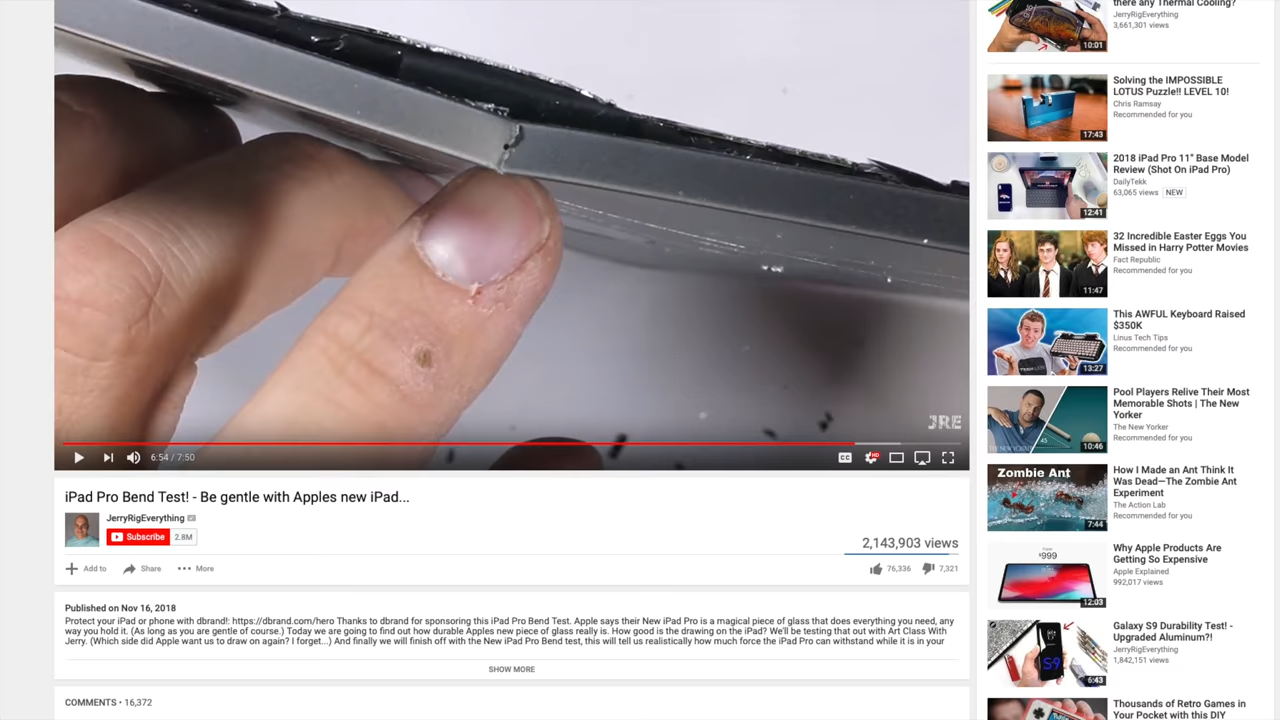 JRE
6:54 / 7:50
CC
HD
iPad Pro Bend Test! - Be gentle with Apples new iPad...
JerryRigEverything
Subscribe 2.8M
2,143,903 views
Add to Share More
76,336 7,321
Published on Nov 16, 2018
Protect your iPad or phone with dbrand!: https://dbrand.com/hero Thanks to dbrand for sponsoring this iPad Pro Bend Test. Apple says their New iPad Pro is a magical piece of glass that does everything you need, any
way you hold it. (As long as you are gentle of course.) Today we are going to find out how durable Apples new piece of glass really is. How good is the drawing on the iPad? We'll be testing that out with Art Class With
Jerry. (Which side did Apple want us to draw on again? I forget...) And finally we will finish off with the New iPad Pro Bend test, this will tell us realistically how much force the iPad Pro can withstand while it is in your
SHOW MORE
COMMENTS • 16,372
there any Thermal Cooling?
JerryRigEverything
3,661,301 views
10:01
Solving the IMPOSSIBLE
LOTUS Puzzle!! LEVEL 10!
Chris Ramsay
Recommended for you
17:43
2018 iPad Pro 11" Base Model
Review (Shot On iPad Pro)
DailyTekk
63,065 views NEW
12:41
32 Incredible Easter Eggs You
Missed in Harry Potter Movies
Fact Republic
Recommended for you
11:47
This AWFUL Keyboard Raised
$350K
Linus Tech Tips
Recommended for you
13:27
Pool Players Relive Their Most
Memorable Shots | The New
Yorker
The New Yorker
Recommended for you
45
THE NEW YORKER
10:46
Zombie Ant
How I Made an Ant Think It
Was Dead—The Zombie Ant
Experiment
The Action Lab
Recommended for you
7:44
$999
Why Apple Products Are
Getting So Expensive
Apple Explained
992,017 views
12:03
S9
Galaxy S9 Durability Test! -
Upgraded Aluminum?!
JerryRigEverything
1,842,151 views
6:43
Thousands of Retro Games in
Your Pocket with this DIY